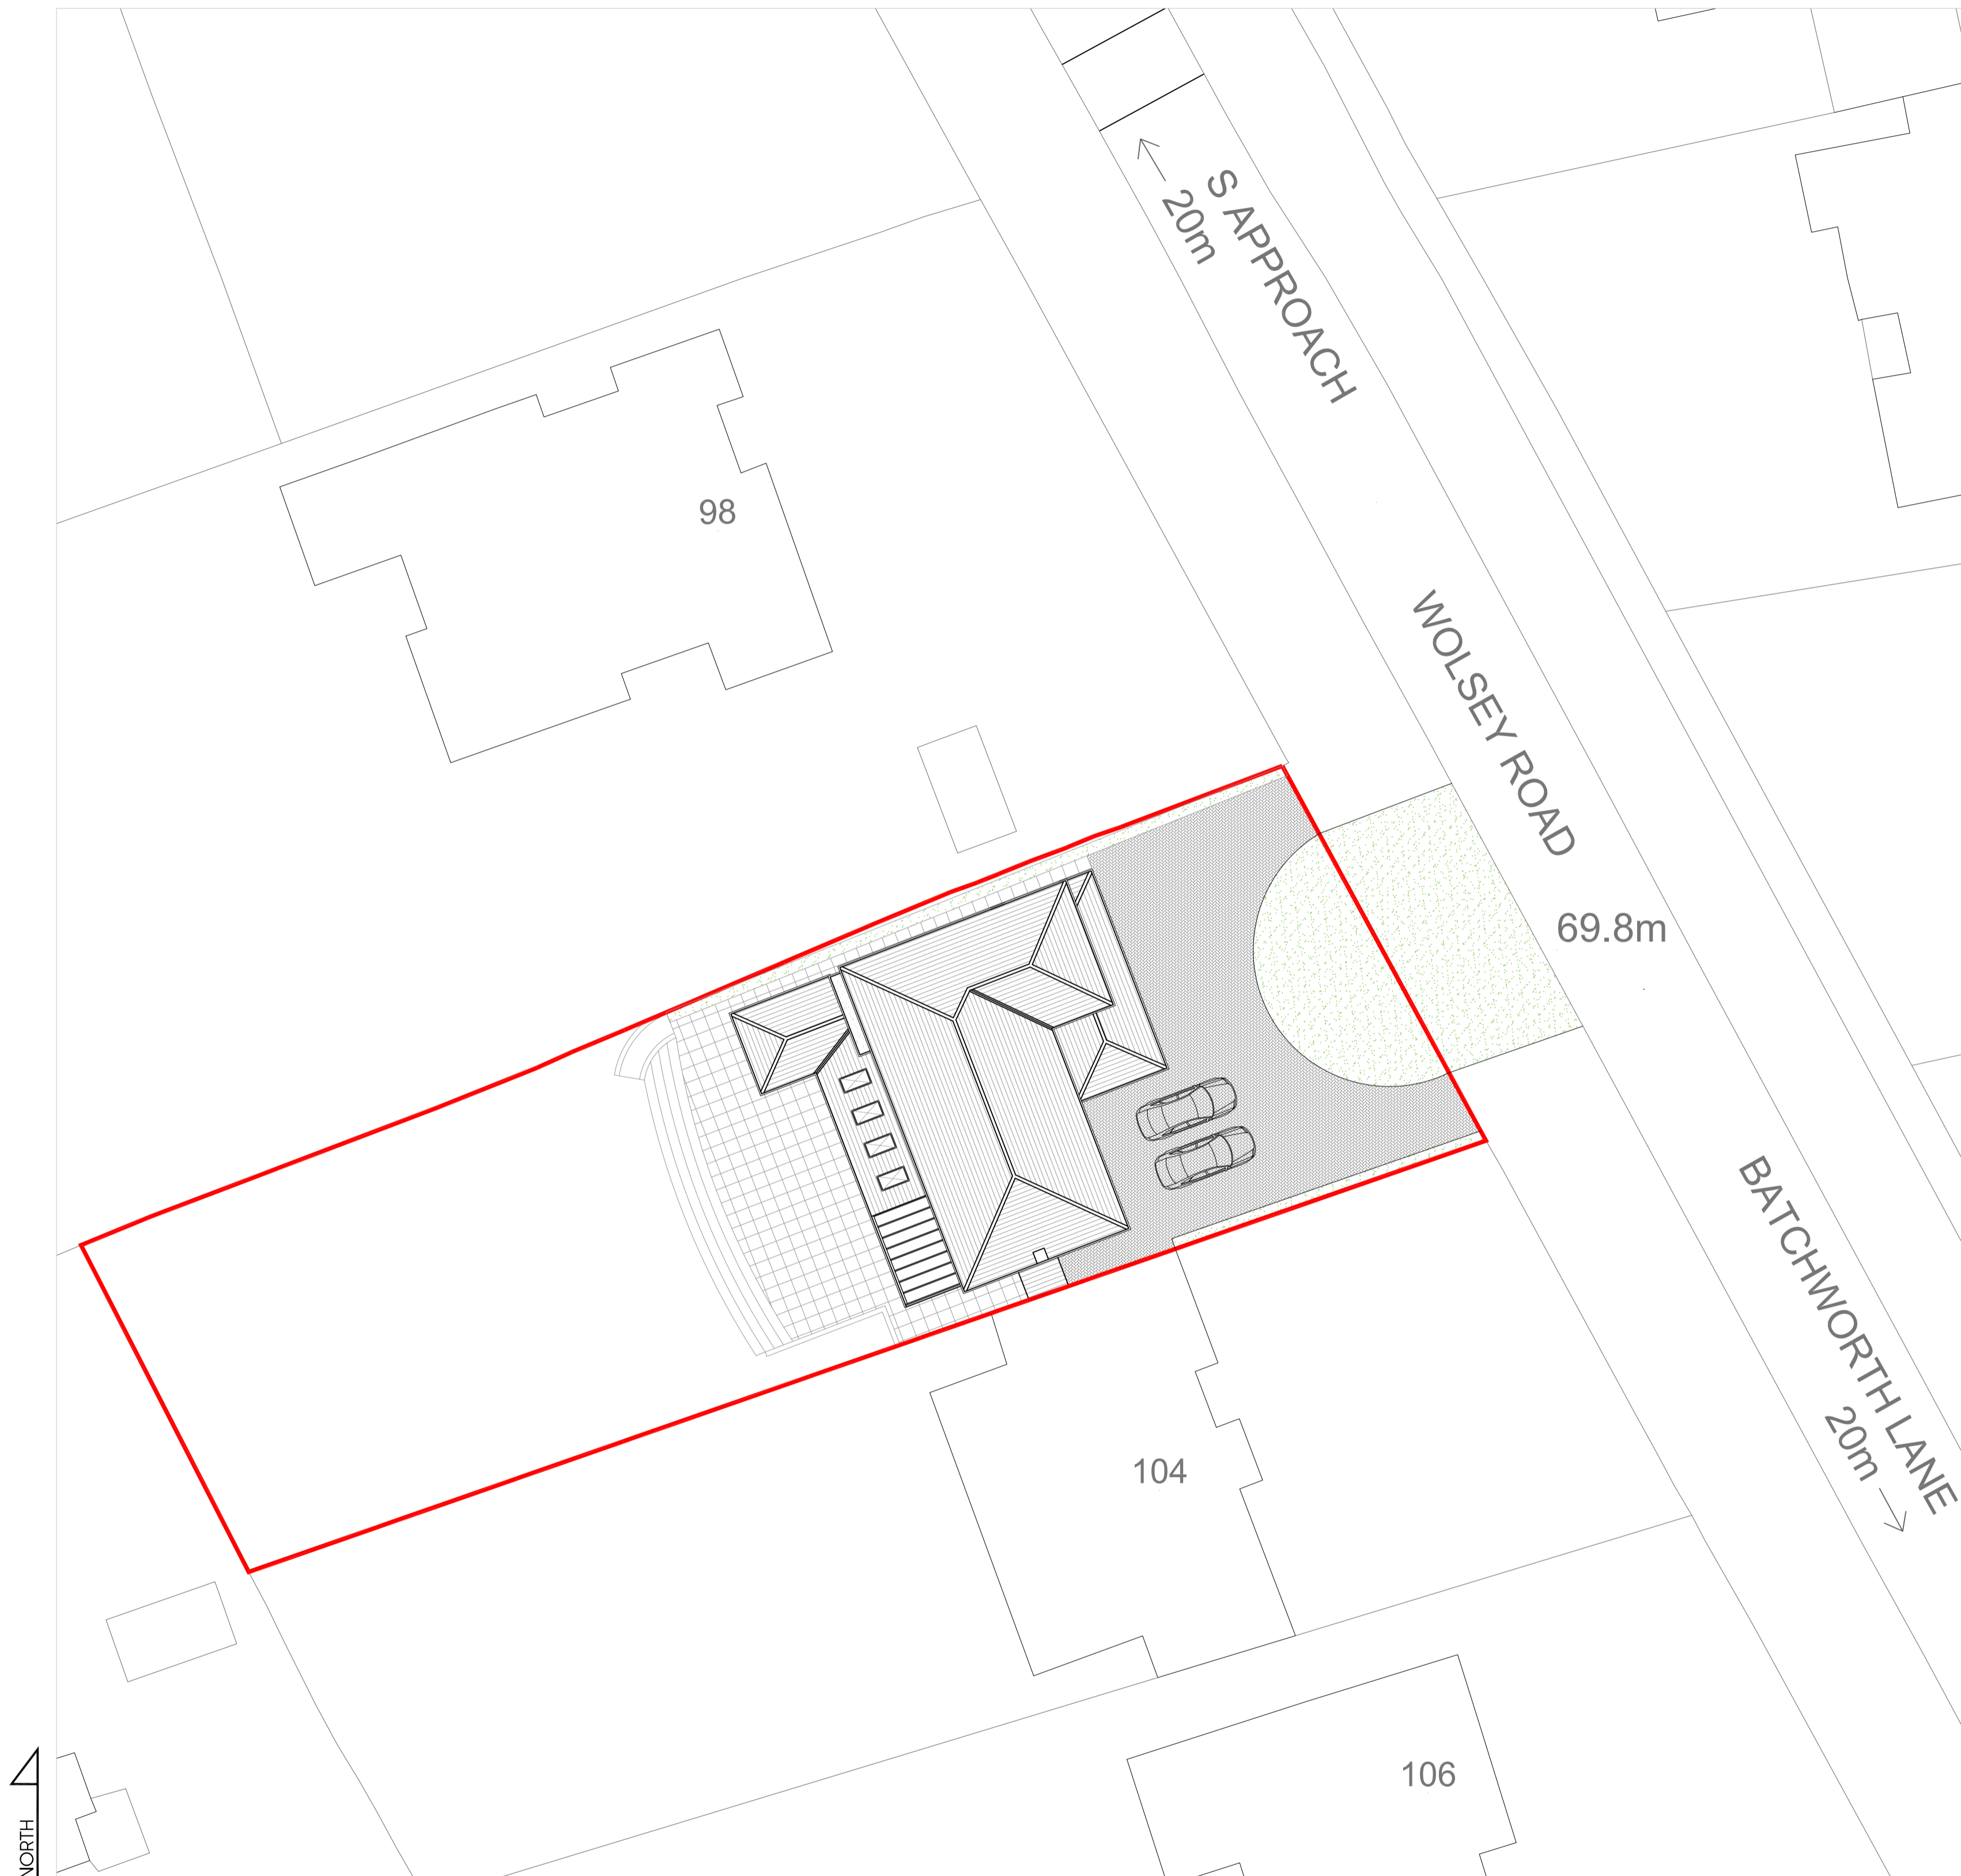 S APPROACH
20m
98
WOLSEY ROAD
69.8m
BATCHWORTH LANE
20m
104
106
NORTH